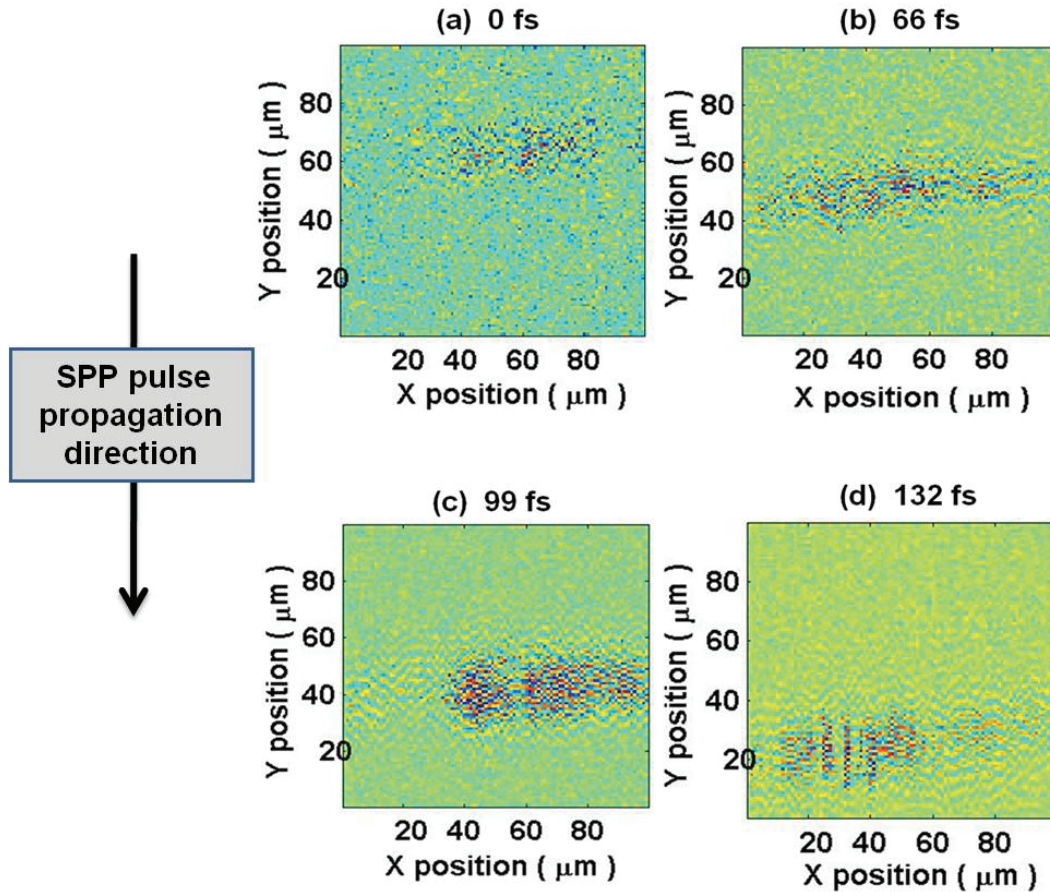 (a) 0 fs
Y position ( μm )
80
60
40
20
20 40 60 80
X position ( μm )
(b) 66 fs
Y position ( μm )
80
60
40
20
20 40 60 80
X position ( μm )
SPP pulse
propagation
direction
(c) 99 fs
Y position ( μm )
80
60
40
20
20 40 60 80
X position ( μm )
(d) 132 fs
Y position ( μm )
80
60
40
20
20 40 60 80
X position ( μm )